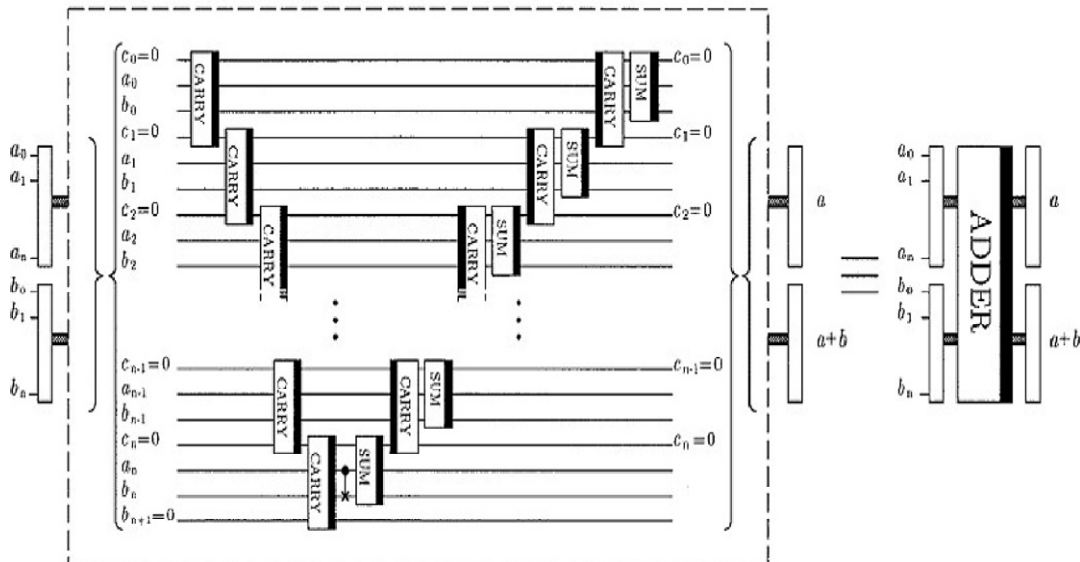 c₀=0 CARRY CARRY SUM c₀=0
a₀
b₀
c₁=0 CARRY CARRY SUM c₁=0
a₁
b₁
c₂=0 CARRY CARRY SUM c₂=0
a₂
b₂
cₙ₋₁=0 CARRY CARRY SUM cₙ₋₁=0
aₙ₋₁
bₙ₋₁
cₙ=0 CARRY SUM cₙ=0
aₙ
bₙ
bₙ₊₁=0
a₀
a₁
aₙ
b₀
b₁
bₙ
a
a+b
a₀
a₁
aₙ
b₀
b₁
bₙ
ADDER
a
a+b